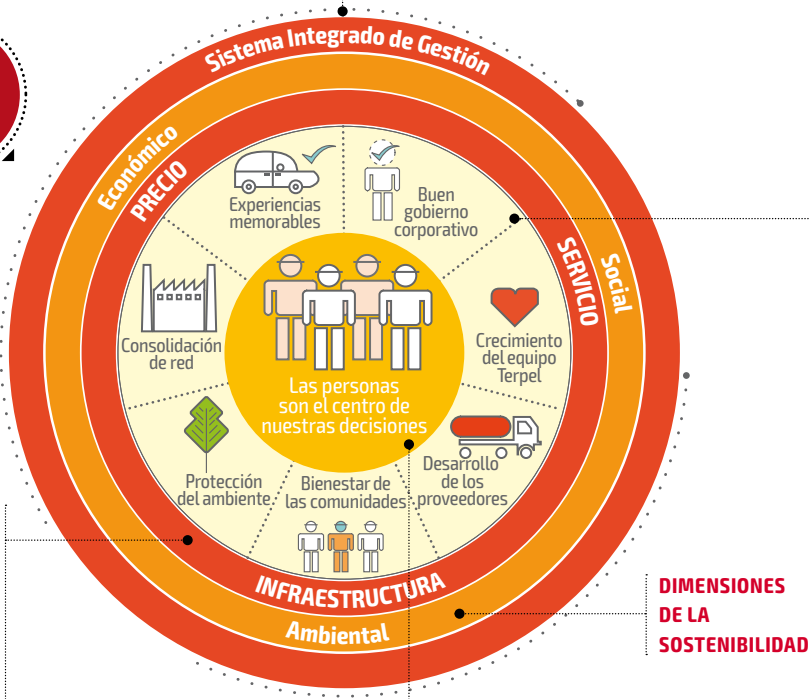 Sistema Integrado de Gestión
Económico
PRECIO
Social
SERVICIO
Experiencias
memorables
Buen
gobierno
corporativo
Consolidación
de red
Crecimiento
del equipo
Terpel
Las personas
son el centro de
nuestras decisiones
Protección
del ambiente
Bienestar de
las comunidades
Desarrollo
de los
proveedores
INFRAESTRUCTURA
Ambiental
DIMENSIONES
DE LA
SOSTENIBILIDAD